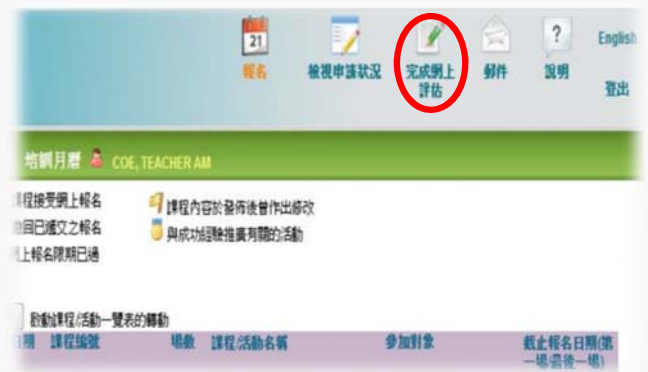 21
?
English
報名
檢視申請狀況
完成網上
評估
郵件
說明
登出
培訓月曆 COE, TEACHER AM
課程接受網上報名
課程內容於發佈後曾作出修改
回已遞交之報名
與成功經驗推廣有關的活動
上報名限期已過
啟動課程/活動一覽表的轉動
日期 課程編號 場數 課程/活動名稱 參加對象 截止報名日期(第
一場/最後一場)